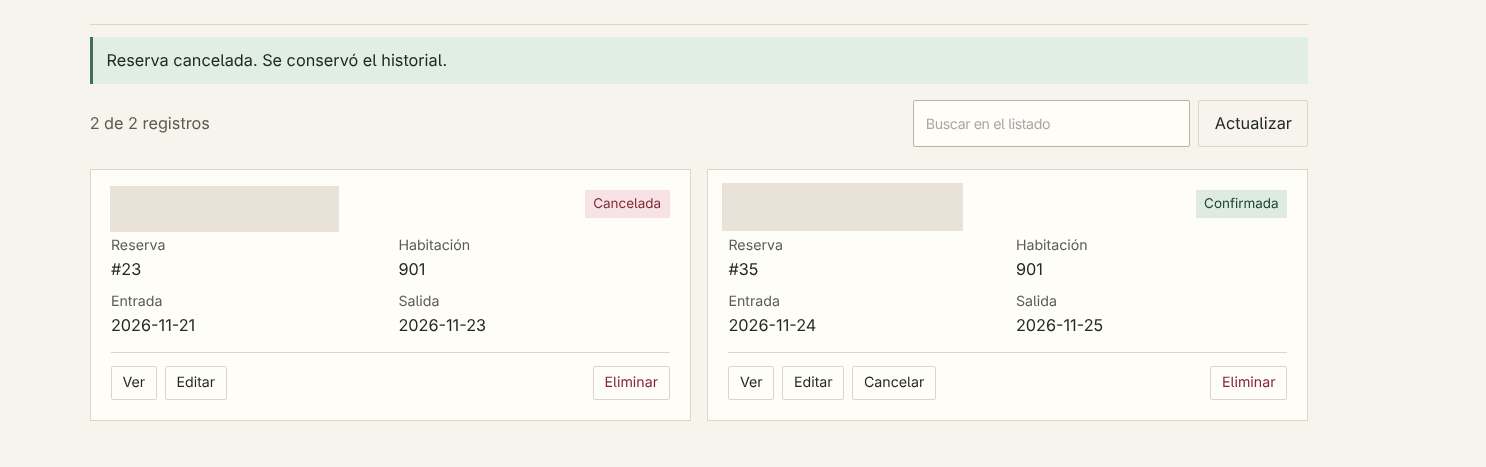 Reserva cancelada. Se conservó el historial.
2 de 2 registros
Buscar en el listado
Actualizar
Cancelada
Reserva
Habitación
#23
901
Entrada
Salida
2026-11-21
2026-11-23
Ver
Editar
Eliminar
Confirmada
Reserva
Habitación
#35
901
Entrada
Salida
2026-11-24
2026-11-25
Ver
Editar
Cancelar
Eliminar